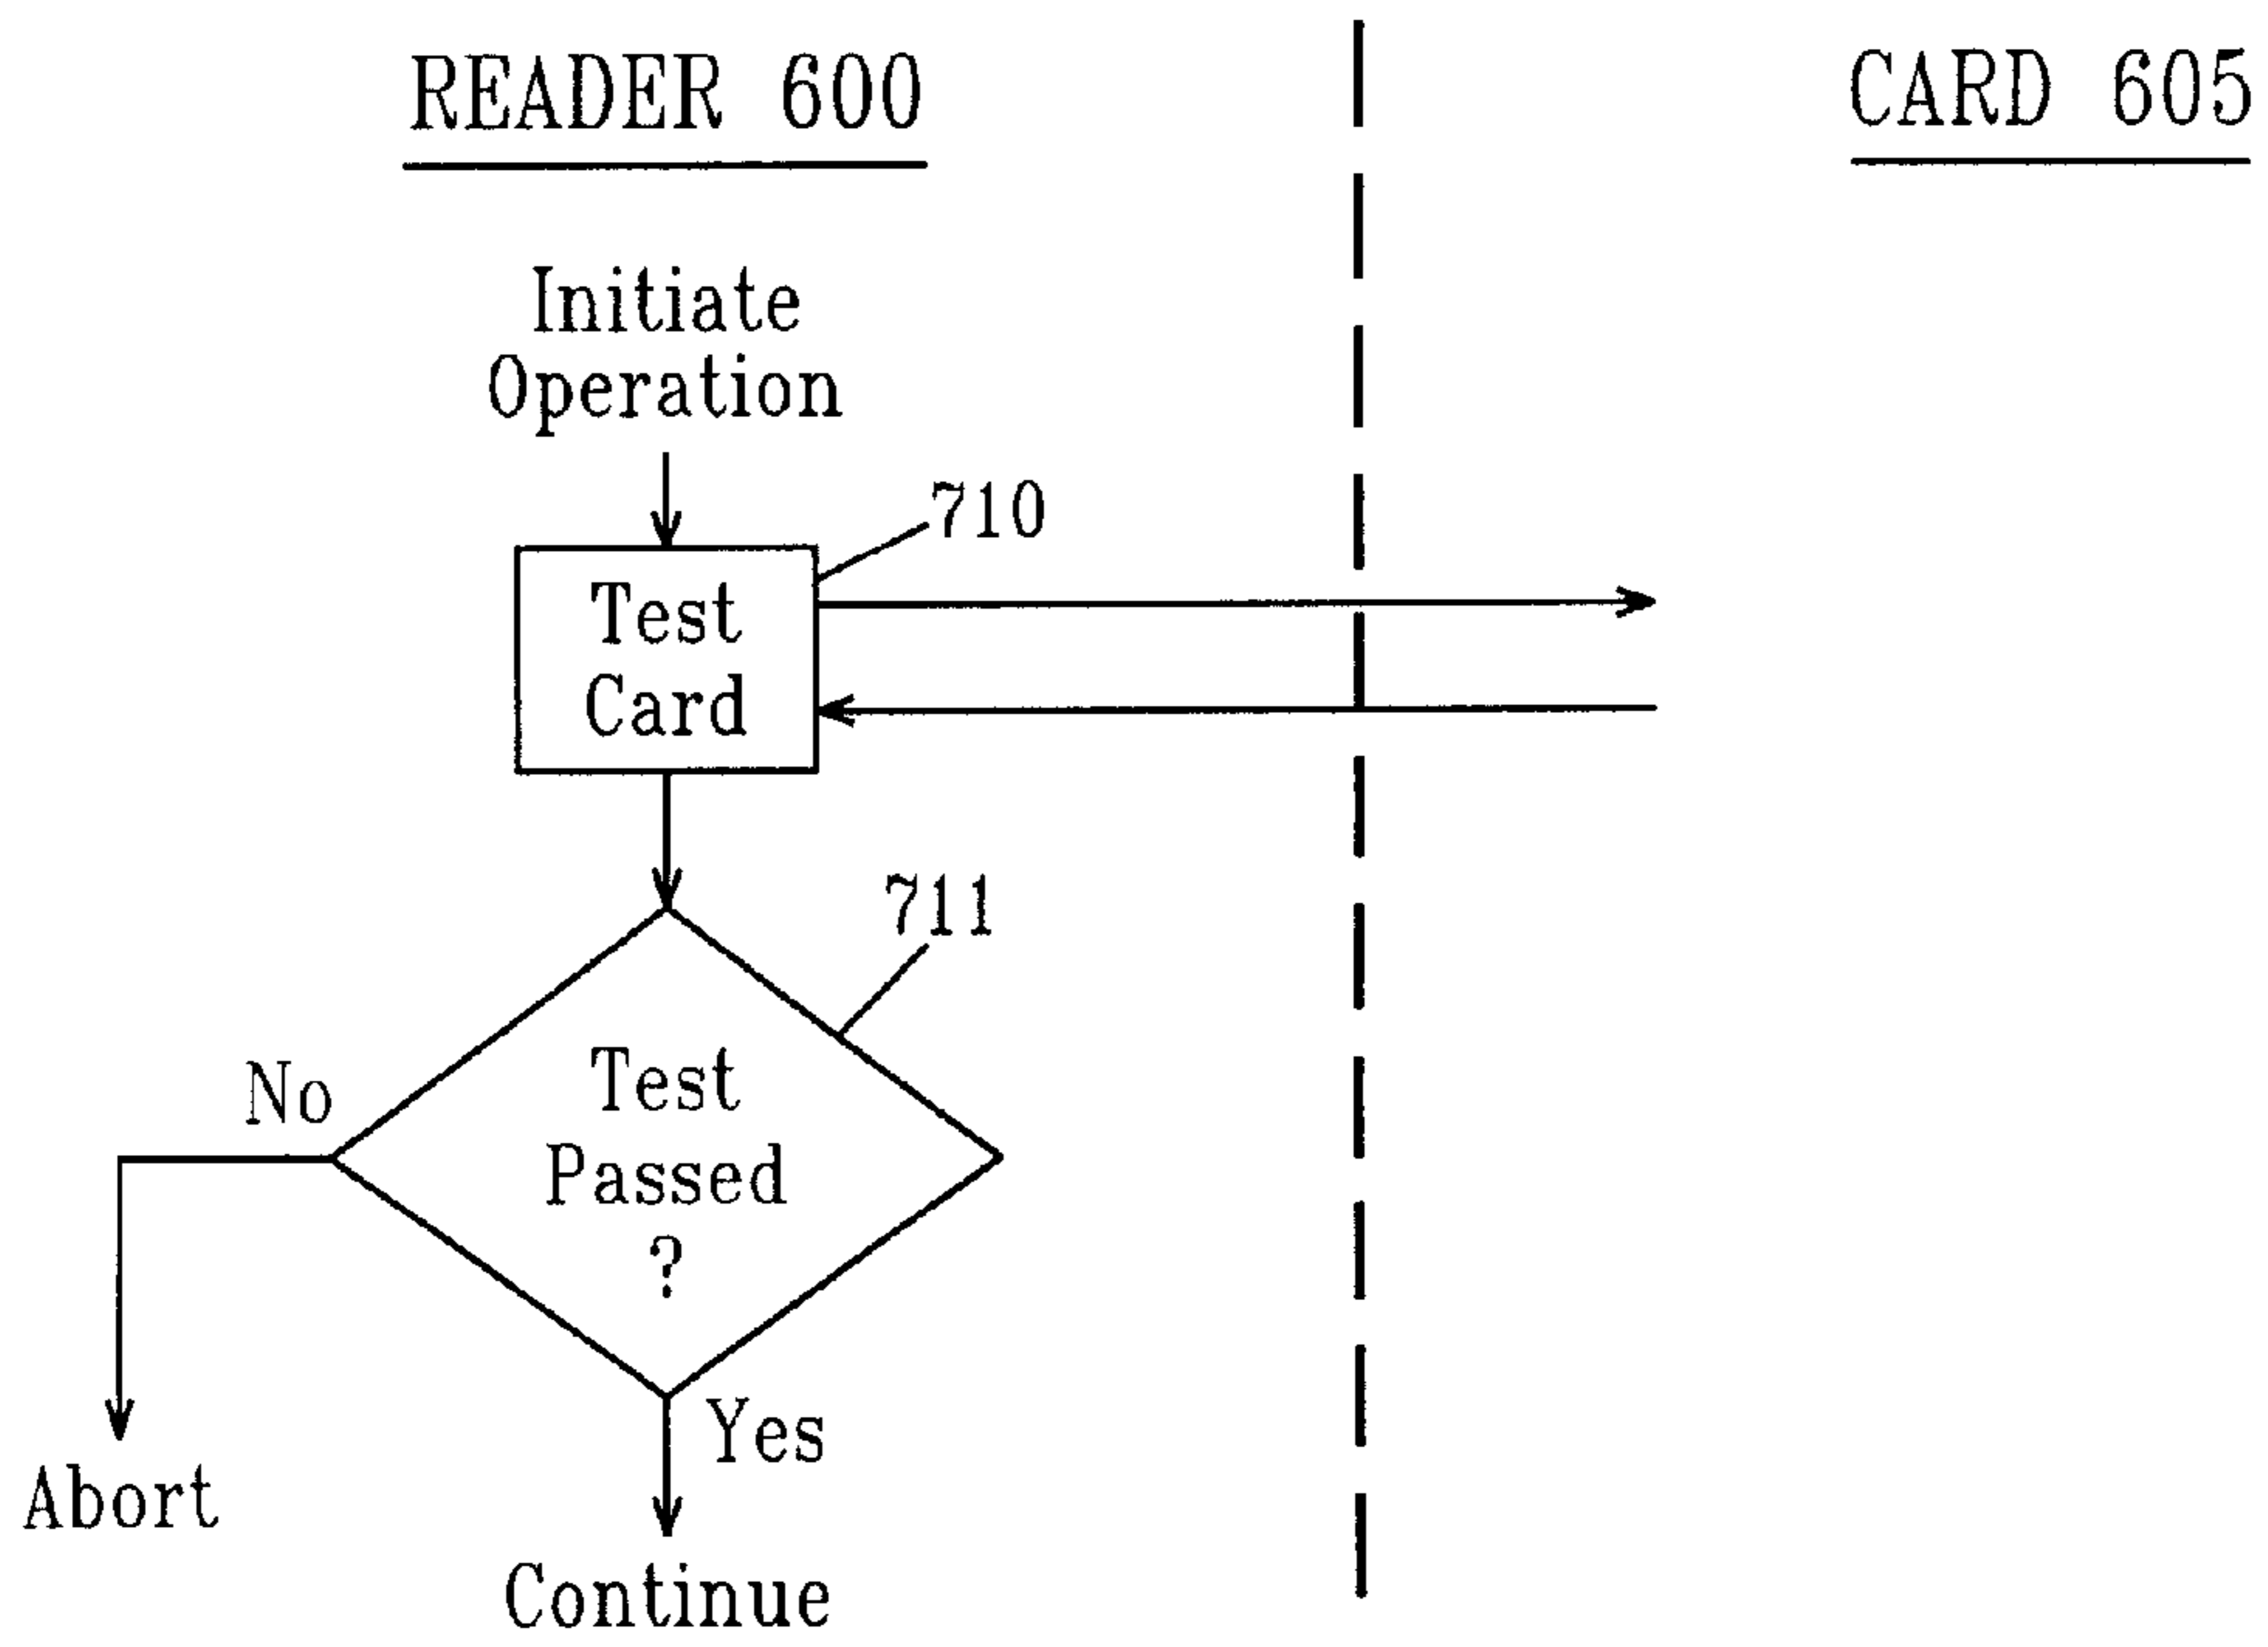 READER 600
CARD 605
Initiate
Operation
710
Test
Card
711
No
Test
Passed
?
Yes
Abort
Continue